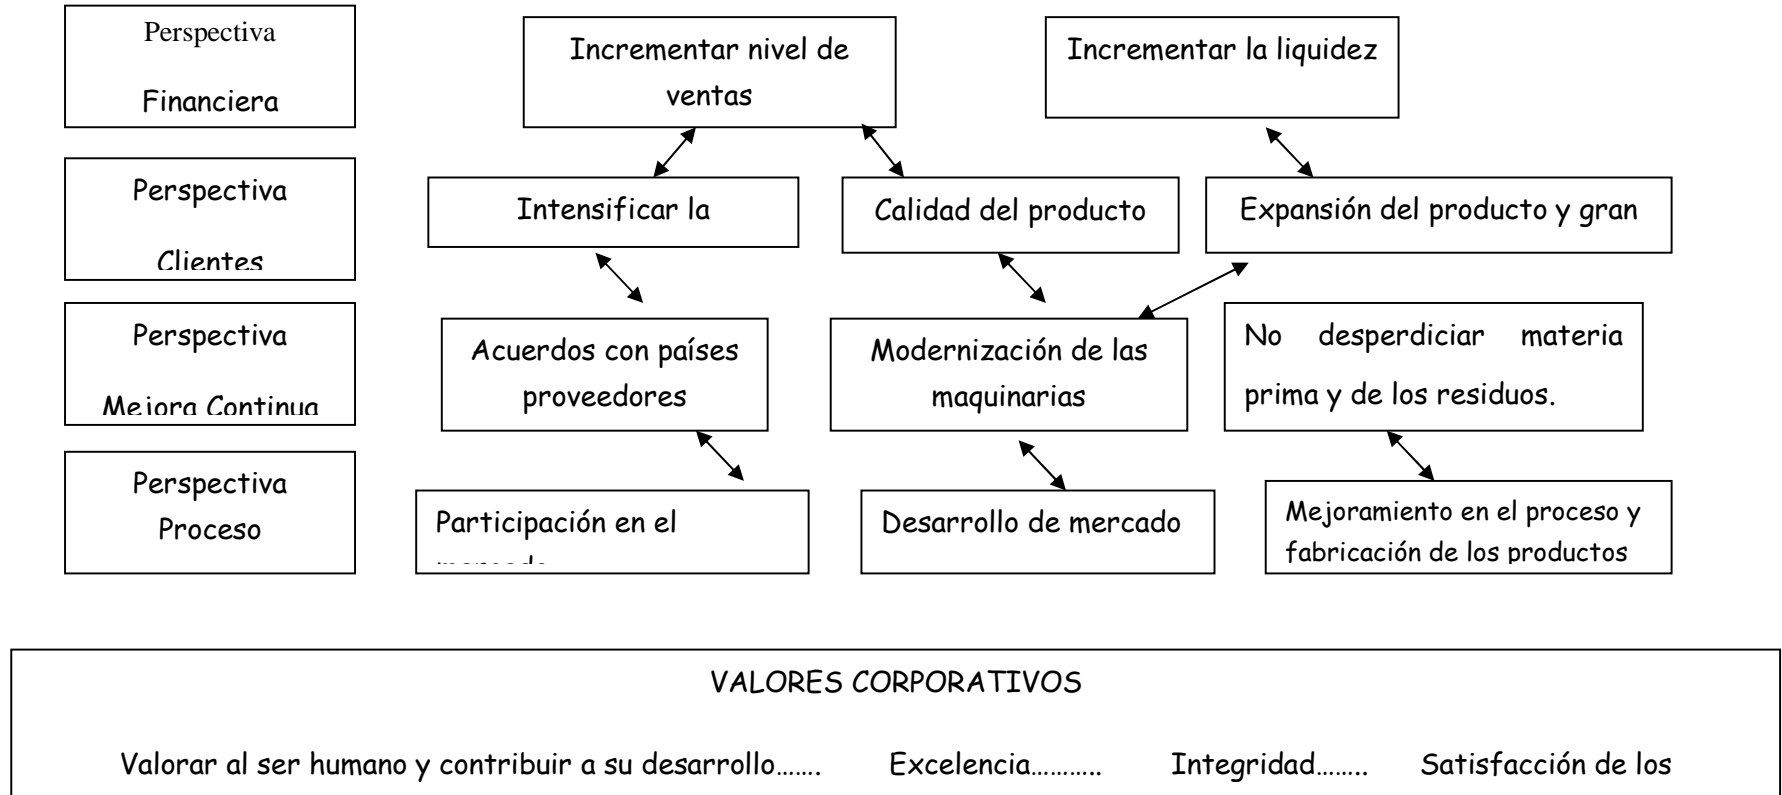 Perspectiva
Financiera
Incrementar nivel de
ventas
Incrementar la liquidez
Perspectiva
Clientes
Intensificar la
Calidad del producto
Expansión del producto y gran
Perspectiva
Mejora Continua
Acuerdos con países
proveedores
Modernización de las
maquinarias
No desperdiciar materia
prima y de los residuos.
Perspectiva
Proceso
Participación en el
Desarrollo de mercado
Mejoramiento en el proceso y
fabricación de los productos
VALORES CORPORATIVOS
Valorar al ser humano y contribuir a su desarrollo……. Excelencia……….. Integridad…….. Satisfacción de los